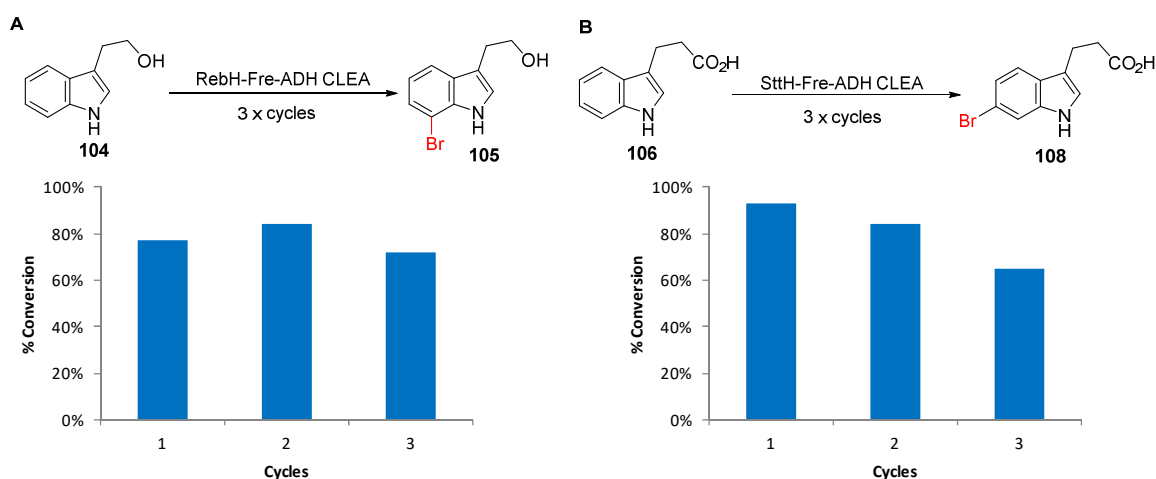 A
OH
N
H
104
RebH-Fre-ADH CLEA
3 x cycles
OH
N
H
Br
105
100%
80%
60%
40%
20%
0%
% Conversion
1
2
3
Cycles
B
CO2H
N
H
106
SttH-Fre-ADH CLEA
3 x cycles
CO2H
Br
N
H
108
100%
80%
60%
40%
20%
0%
% Conversion
1
2
3
Cycles